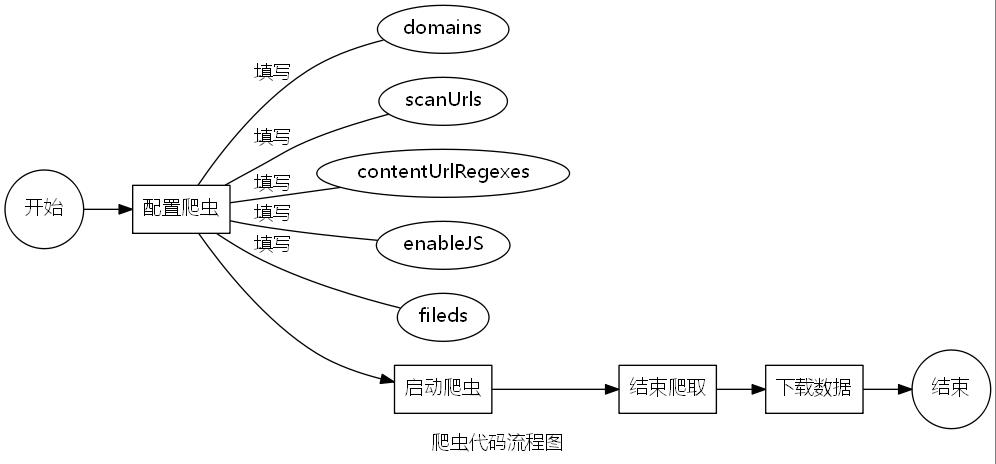 domains
填写
scanUrls
填写
contentUrlRegexes
填写
开始
配置爬虫
填写
enableJS
填写
fileds
启动爬虫
结束爬取
下载数据
结束
爬虫代码流程图